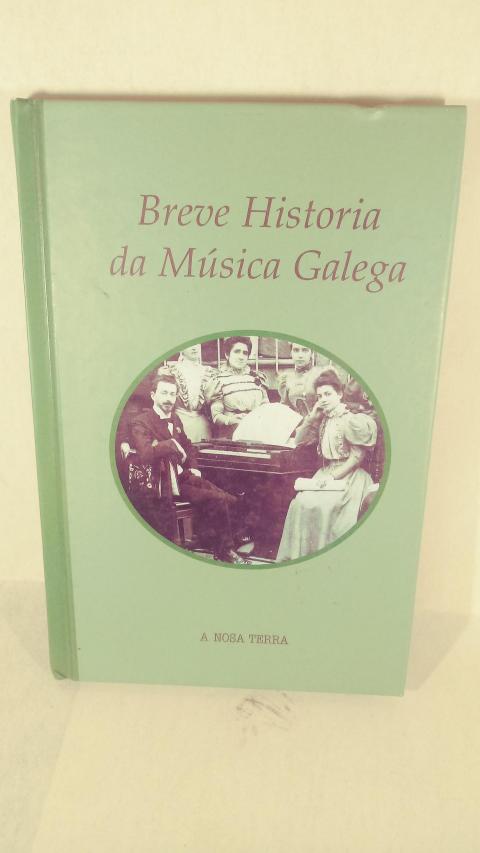 Breve Historia
da Música Galega
A NOSA TERRA